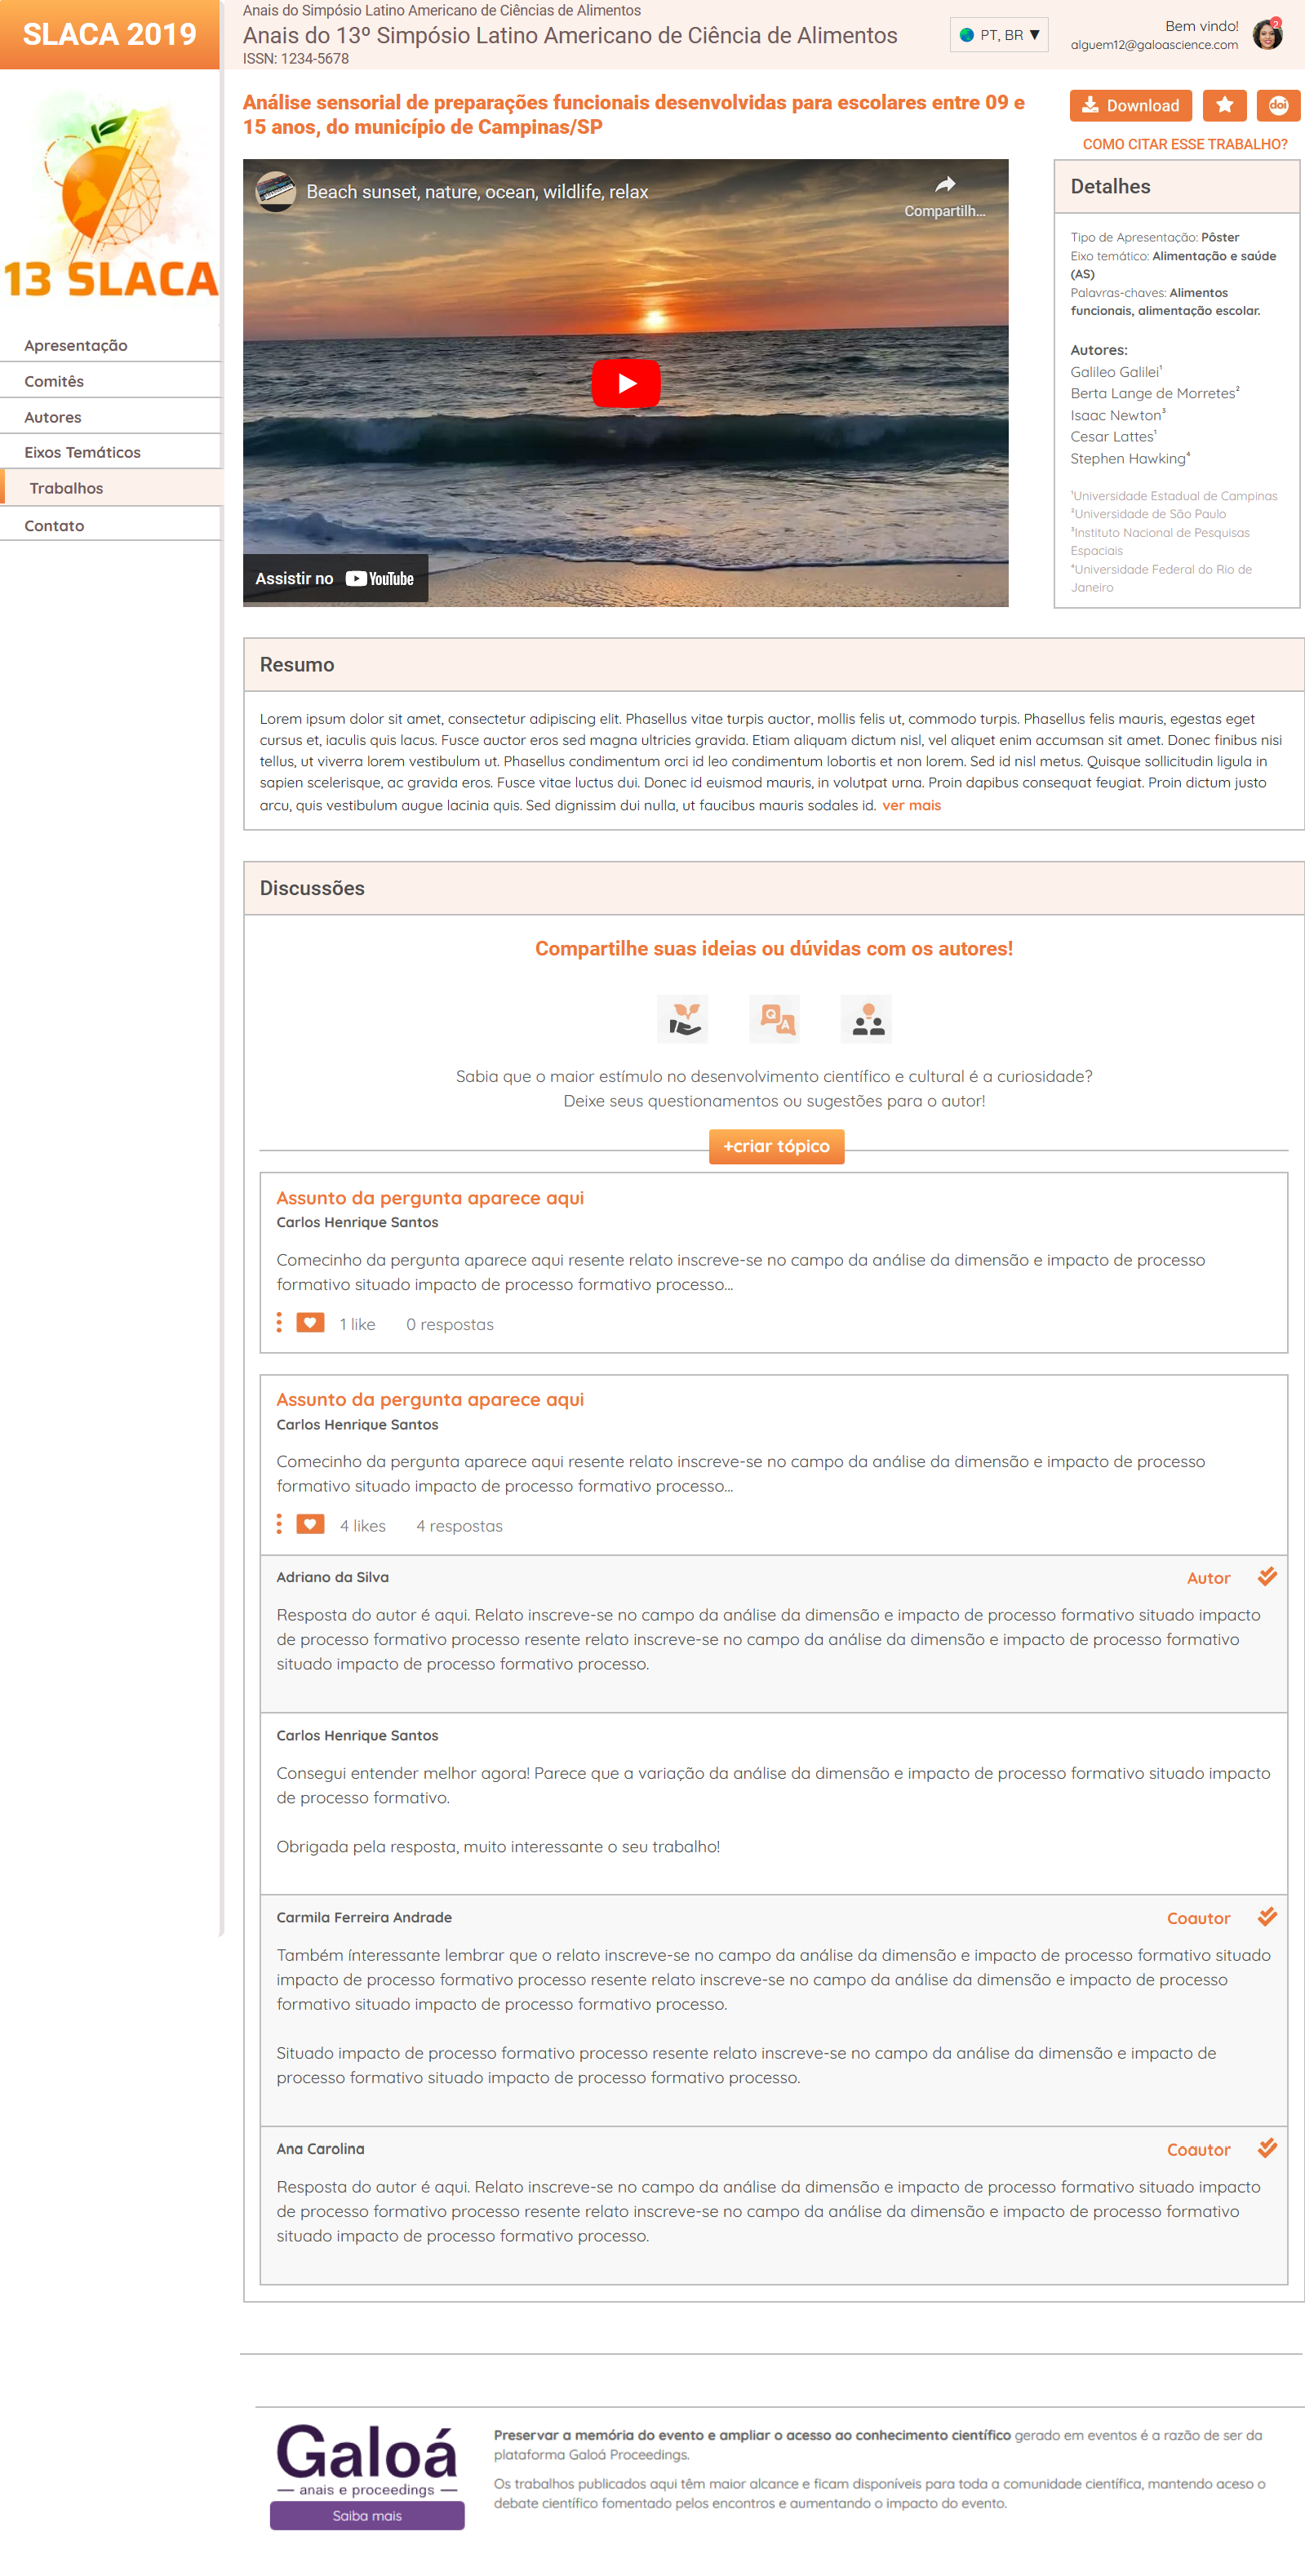 SLACA 2019
Anais do Simpósio Latino Americano de Ciências de Alimentos
Anais do 13º Simpósio Latino Americano de Ciência de Alimentos
ISSN: 1234-5678
PT, BR ▼
Bem vindo!
alguem12@galoascience.com
2
13 SLACA
Apresentação
Comitês
Autores
Eixos Temáticos
Trabalhos
Contato
Análise sensorial de preparações funcionais desenvolvidas para escolares entre 09 e
15 anos, do município de Campinas/SP
Download
doi
COMO CITAR ESSE TRABALHO?
Beach sunset, nature, ocean, wildlife, relax
Compartilh...
Assistir no YouTube
Detalhes
Tipo de Apresentação: Pôster
Eixo temático: Alimentação e saúde
(AS)
Palavras-chaves: Alimentos
funcionais, alimentação escolar.
Autores:
Galileo Galilei¹
Berta Lange de Morretes²
Isaac Newton³
Cesar Lattes¹
Stephen Hawking⁴
¹Universidade Estadual de Campinas
²Universidade de São Paulo
³Instituto Nacional de Pesquisas
Espaciais
⁴Universidade Federal do Rio de
Janeiro
Resumo
Lorem ipsum dolor sit amet, consectetur adipiscing elit. Phasellus vitae turpis auctor, mollis felis ut, commodo turpis. Phasellus felis mauris, egestas eget
cursus et, iaculis quis lacus. Fusce auctor eros sed magna ultricies gravida. Etiam aliquam dictum nisl, vel aliquet enim accumsan sit amet. Donec finibus nisi
tellus, ut viverra lorem vestibulum ut. Phasellus condimentum orci id leo condimentum lobortis et non lorem. Sed id nisl metus. Quisque sollicitudin ligula in
sapien scelerisque, ac gravida eros. Fusce vitae luctus dui. Donec id euismod mauris, in volutpat urna. Proin dapibus consequat feugiat. Proin dictum justo
arcu, quis vestibulum augue lacinia quis. Sed dignissim dui nulla, ut faucibus mauris sodales id. ver mais
Discussões
Compartilhe suas ideias ou dúvidas com os autores!
Q
A
Sabia que o maior estímulo no desenvolvimento científico e cultural é a curiosidade?
Deixe seus questionamentos ou sugestões para o autor!
+criar tópico
Assunto da pergunta aparece aqui
Carlos Henrique Santos
Comecinho da pergunta aparece aqui resente relato inscreve-se no campo da análise da dimensão e impacto de processo
formativo situado impacto de processo formativo processo...
1 like 0 respostas
Assunto da pergunta aparece aqui
Carlos Henrique Santos
Comecinho da pergunta aparece aqui resente relato inscreve-se no campo da análise da dimensão e impacto de processo
formativo situado impacto de processo formativo processo...
4 likes 4 respostas
Adriano da Silva
Autor
Resposta do autor é aqui. Relato inscreve-se no campo da análise da dimensão e impacto de processo formativo situado impacto
de processo formativo processo resente relato inscreve-se no campo da análise da dimensão e impacto de processo formativo
situado impacto de processo formativo processo.
Carlos Henrique Santos
Consegui entender melhor agora! Parece que a variação da análise da dimensão e impacto de processo formativo situado impacto
de processo formativo.
Obrigada pela resposta, muito interessante o seu trabalho!
Carmila Ferreira Andrade
Coautor
Também ínteressante lembrar que o relato inscreve-se no campo da análise da dimensão e impacto de processo formativo situado
impacto de processo formativo processo resente relato inscreve-se no campo da análise da dimensão e impacto de processo
formativo situado impacto de processo formativo processo.
Situado impacto de processo formativo processo resente relato inscreve-se no campo da análise da dimensão e impacto de
processo formativo situado impacto de processo formativo processo.
Ana Carolina
Coautor
Resposta do autor é aqui. Relato inscreve-se no campo da análise da dimensão e impacto de processo formativo situado impacto
de processo formativo processo resente relato inscreve-se no campo da análise da dimensão e impacto de processo formativo
situado impacto de processo formativo processo.
Galoá
anais e proceedings
Saiba mais
Preservar a memória do evento e ampliar o acesso ao conhecimento científico gerado em eventos é a razão de ser da
plataforma Galoá Proceedings.
Os trabalhos publicados aqui têm maior alcance e ficam disponíveis para toda a comunidade científica, mantendo aceso o
debate científico fomentado pelos encontros e aumentando o impacto do evento.